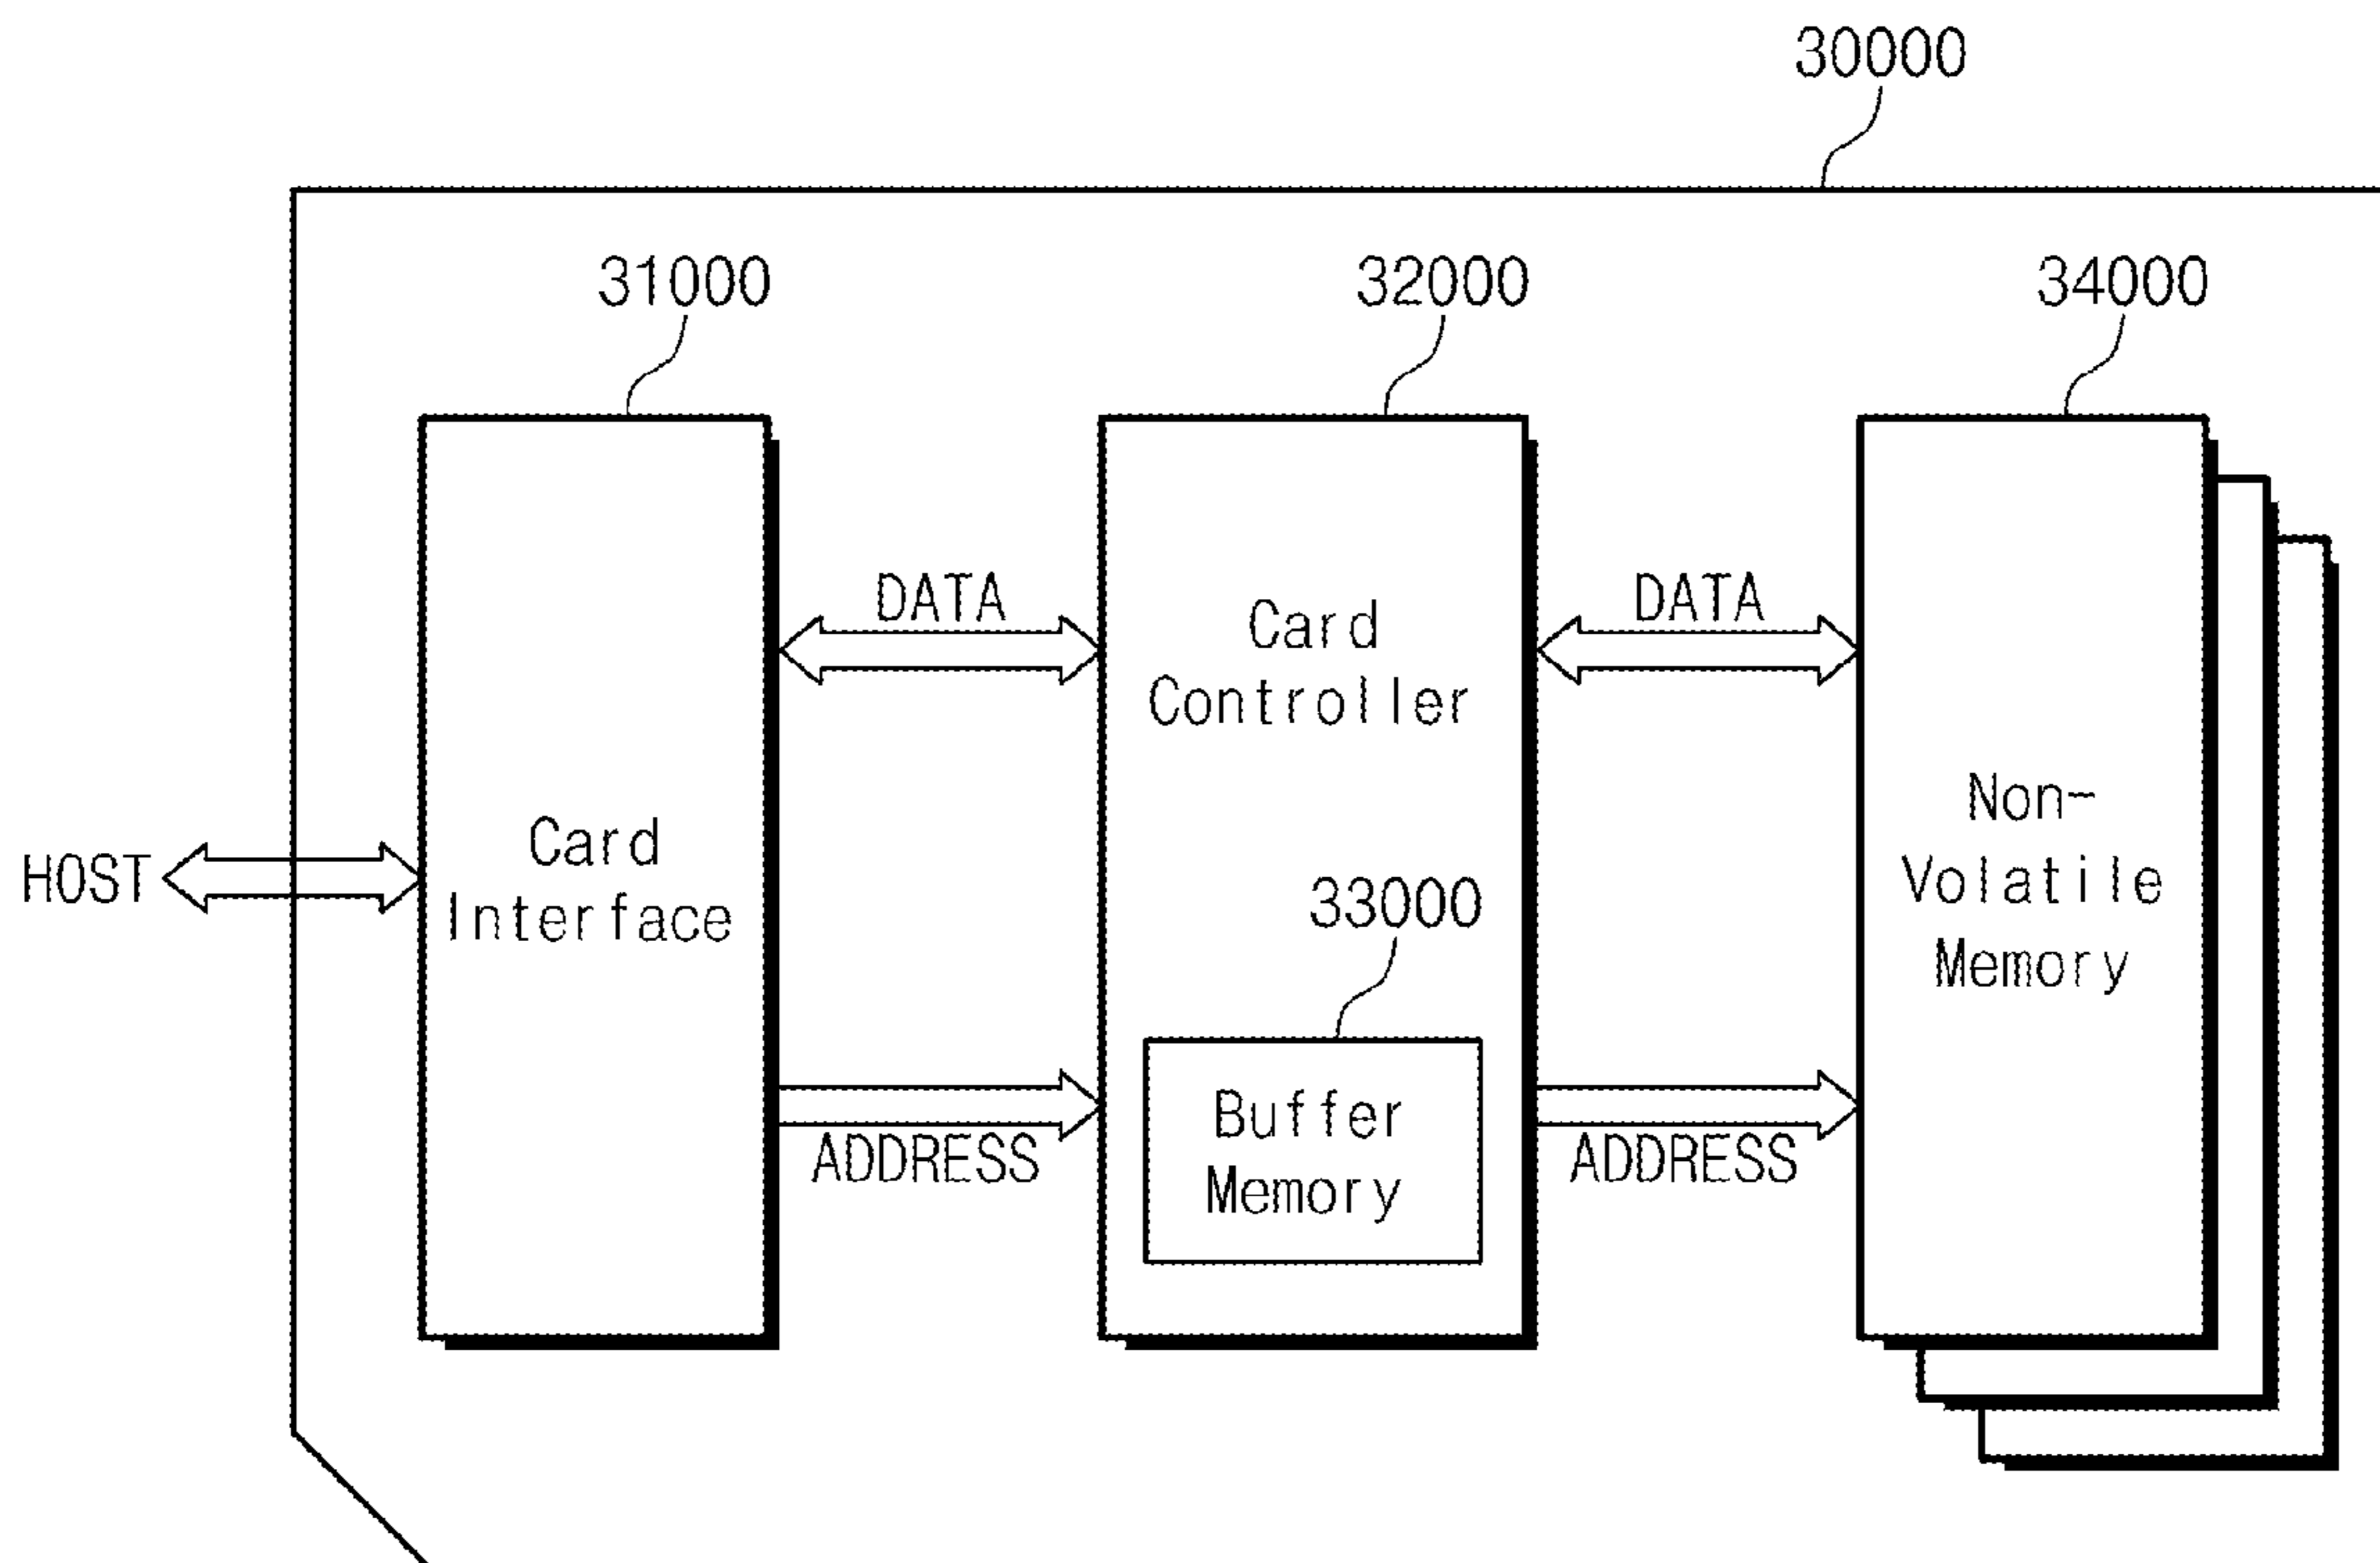 30000
31000
32000
34000
DATA
DATA
Card
Controller
Non-
Volatile
Memory
HOST
Card
Interface
33000
Buffer
Memory
ADDRESS
ADDRESS